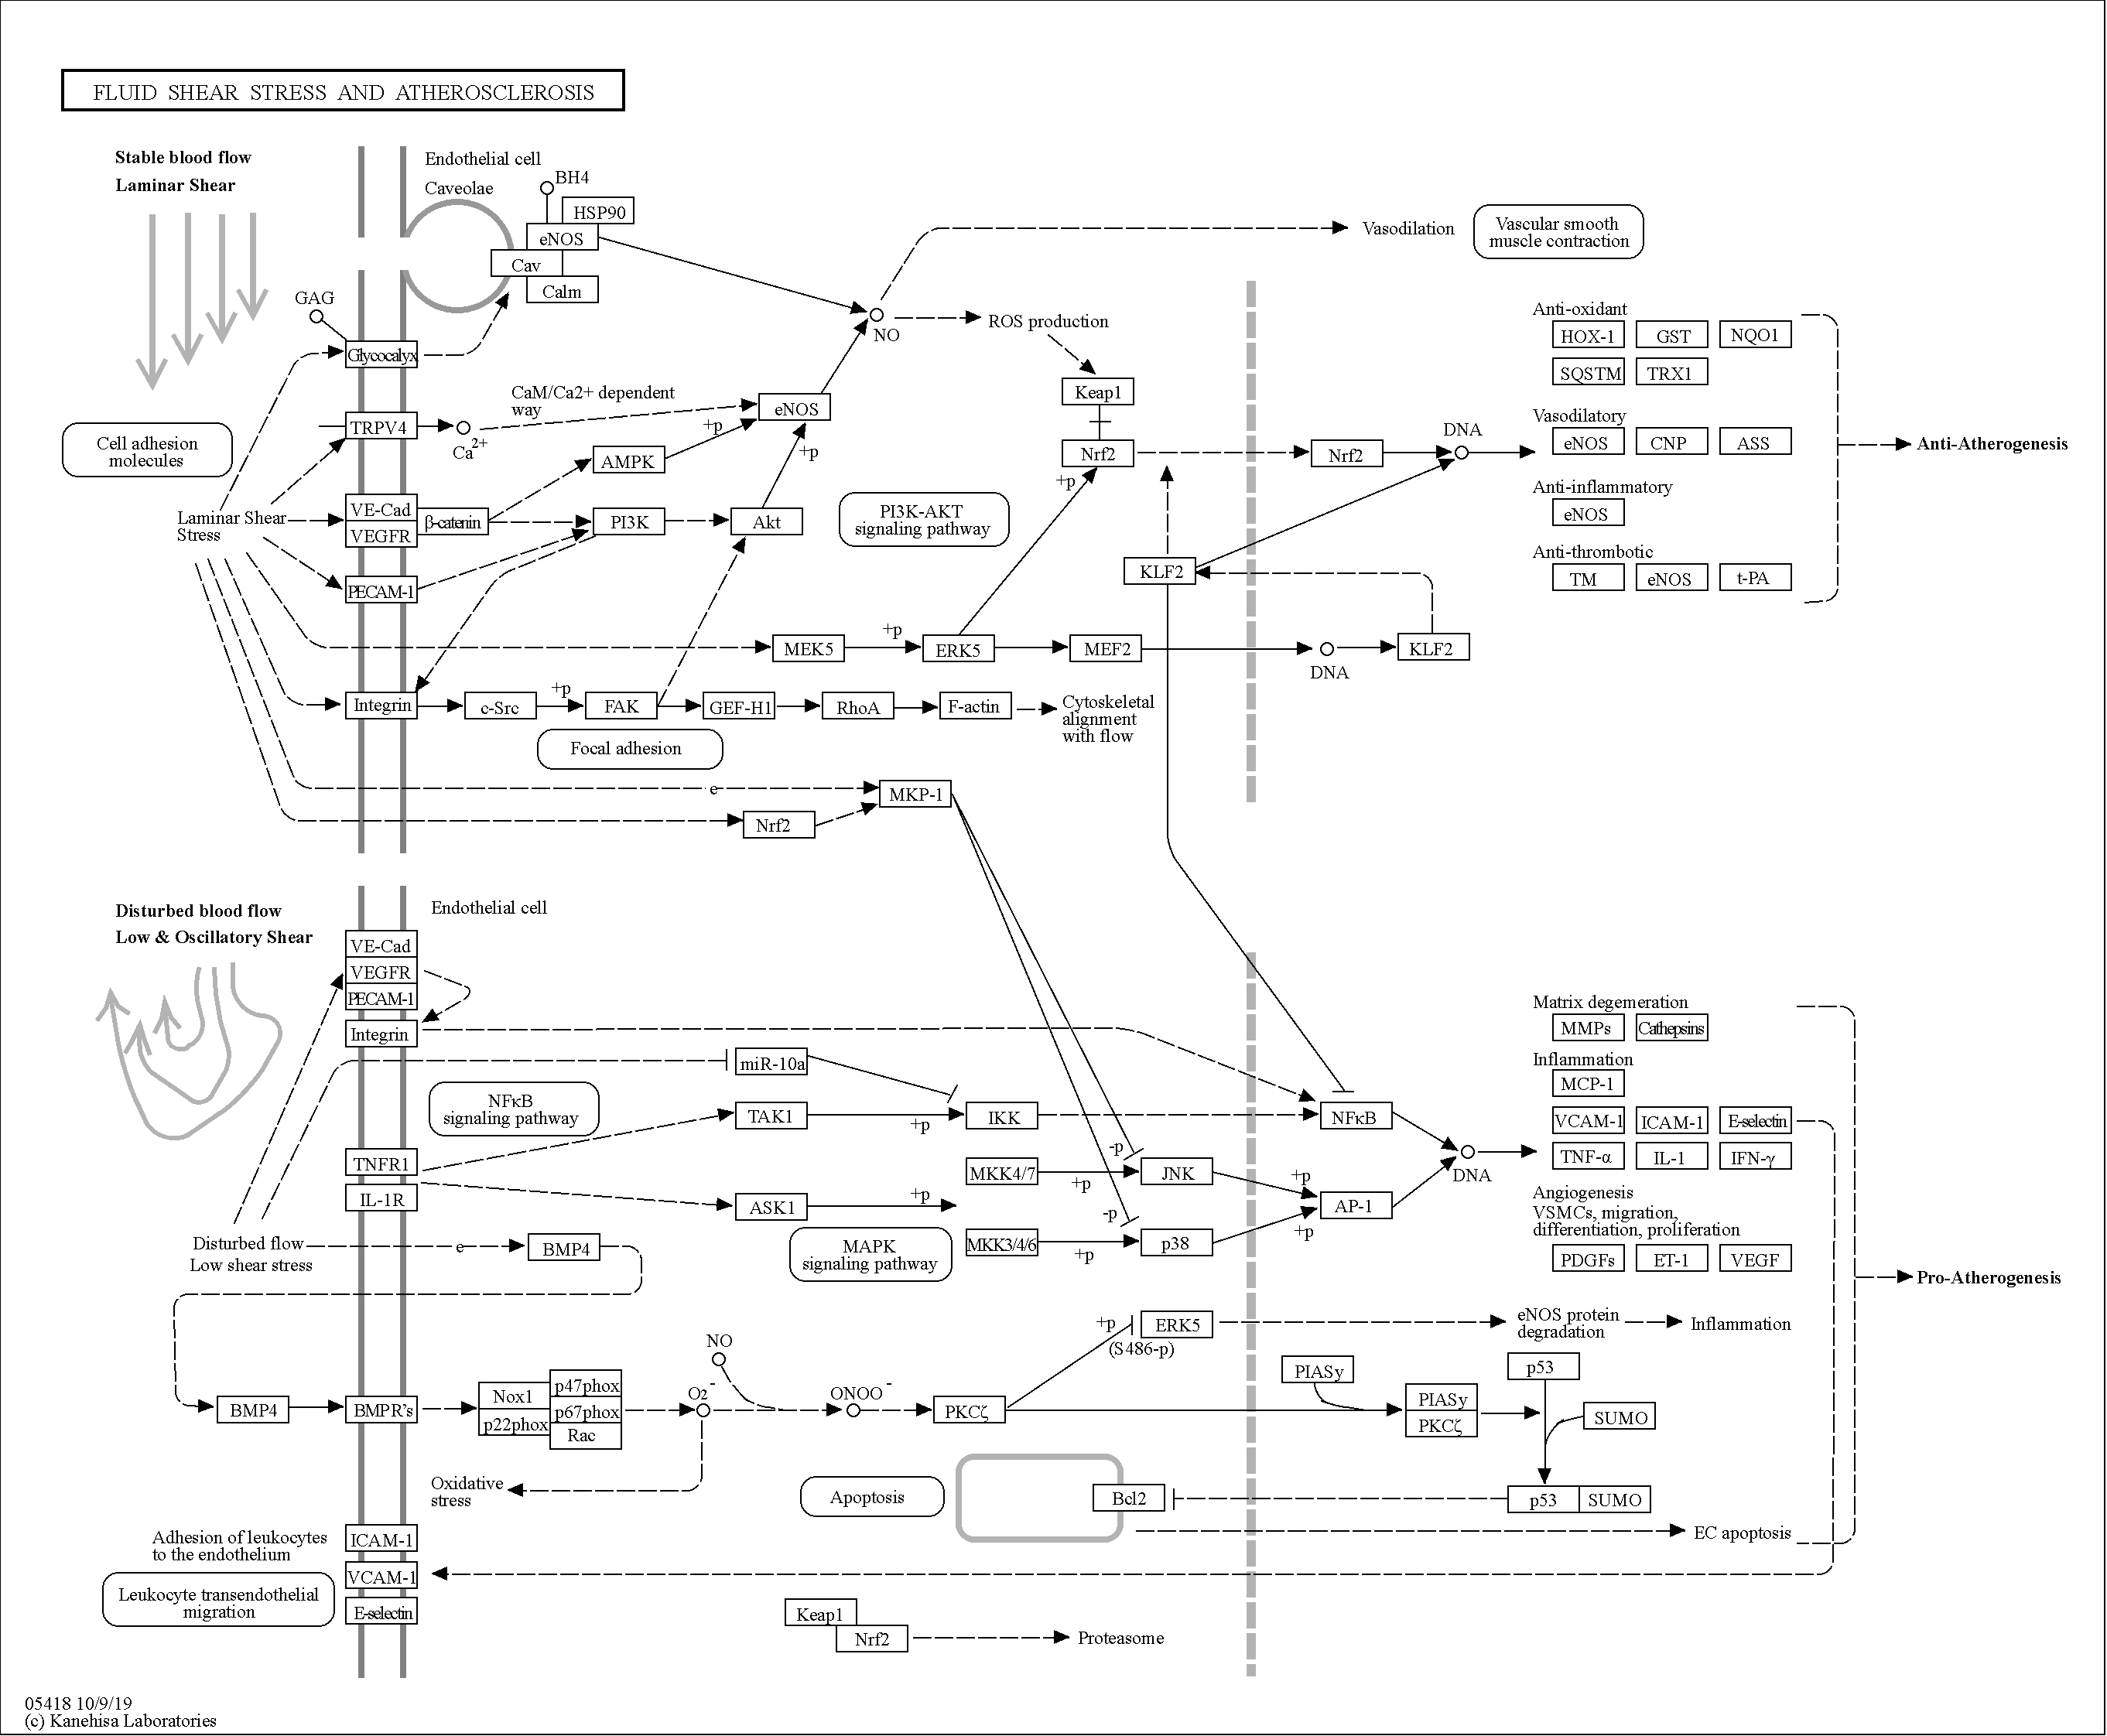 FLUID SHEAR STRESS AND ATHEROSCLEROSIS
Stable blood flow
Laminar Shear
Endothelial cell
Caveolae
BH4
HSP90
eNOS
Cav
Calm
GAG
Glycocalyx
NO
Vasodilation
Vascular smooth
muscle contraction
ROS production
Keap1
Nrf2
+p
Nrf2
DNA
TRPV4
Ca2+
CaM/Ca2+ dependent
way
eNOS
+p
+p
AMPK
Cell adhesion
molecules
Laminar Shear
Stress
VE-Cad
VEGFR
β-catenin
PI3K
Akt
PI3K-AKT
signaling pathway
PECAM-1
KLF2
MEK5
+p
ERK5
MEF2
DNA
KLF2
Integrin
c-Src
+p
FAK
GEF-H1
RhoA
F-actin
Cytoskeletal
alignment
with flow
Focal adhesion
e
MKP-1
Nrf2
Anti-oxidant
HOX-1
GST
NQO1
SQSTM
TRX1
Vasodilatory
eNOS
CNP
ASS
Anti-inflammatory
eNOS
Anti-thrombotic
TM
eNOS
t-PA
Anti-Atherogenesis
Disturbed blood flow
Low & Oscillatory Shear
Endothelial cell
VE-Cad
VEGFR
PECAM-1
Integrin
miR-10a
NFκB
signaling pathway
TAK1
+p
IKK
NFκB
TNFR1
IL-1R
ASK1
+p
MKK4/7
+p
-p
JNK
+p
MKK3/4/6
+p
-p
p38
+p
AP-1
DNA
MAPK
signaling pathway
Disturbed flow
Low shear stress
e
BMP4
Matrix degemeration
MMPs
Cathepsins
Inflammation
MCP-1
VCAM-1
ICAM-1
E-selectin
TNF-α
IL-1
IFN-γ
Angiogenesis
VSMCs, migration,
differentiation, proliferation
PDGFs
ET-1
VEGF
Pro-Atherogenesis
BMP4
BMPR's
Nox1
p22phox
p47phox
p67phox
Rac
O2-
NO
ONOO-
PKCζ
+p
(S486-p)
ERK5
eNOS protein
degradation
Inflammation
PIASy
PIASy
PKCζ
p53
SUMO
p53
SUMO
Oxidative
stress
Apoptosis
Bcl2
EC apoptosis
Adhesion of leukocytes
to the endothelium
ICAM-1
VCAM-1
E-selectin
Leukocyte transendothelial
migration
Keap1
Nrf2
Proteasome
05418 10/9/19
(c) Kanehisa Laboratories